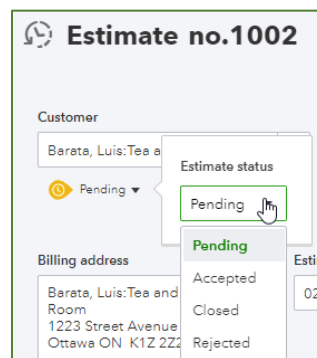 Estimate no.1002
Customer
Barata, Luis:Tea a
Estimate status
Pending
Pending
Pending
Accepted
Closed
Rejected
Billing address
Esti
Barata, Luis:Tea and
Room
1223 Street Avenue
Ottawa ON K1Z 2Z2
02